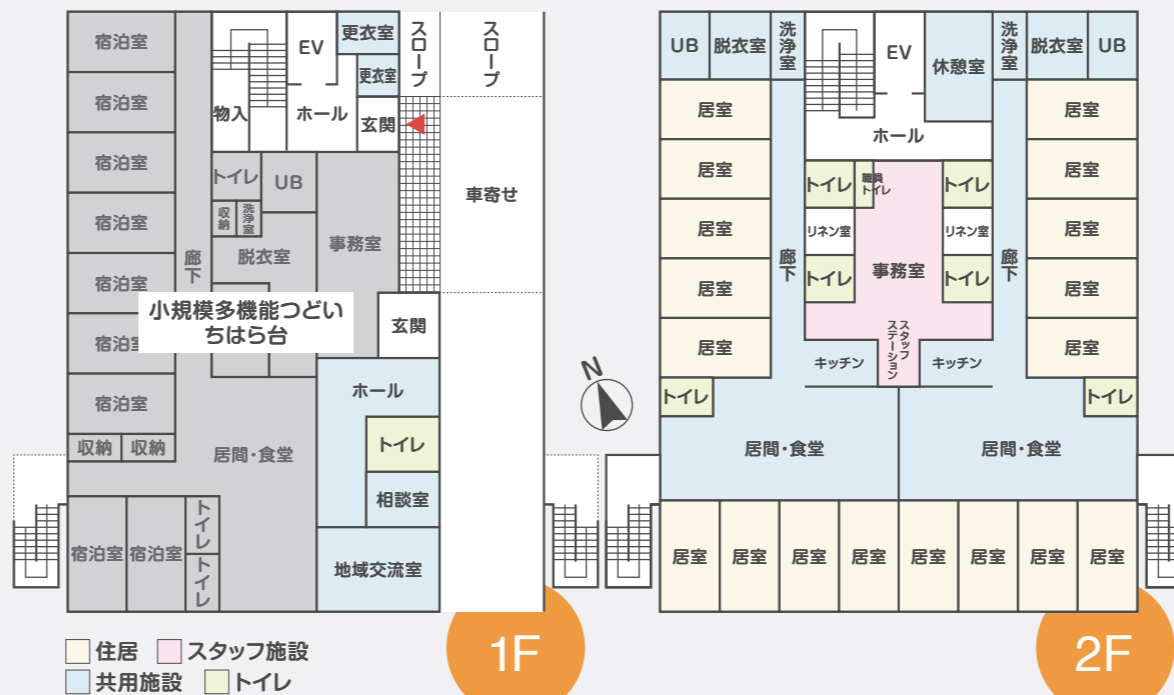 宿泊室
宿泊室
宿泊室
宿泊室
宿泊室
宿泊室
宿泊室
収納
収納
宿泊室
宿泊室
トイレ
トイレ
廊下
物入
EV
ホール
更衣室
更衣室
玄関
スロープ
スロープ
車寄せ
トイレ
UB
収納
洗浄室
脱衣室
事務室
小規模多機能つどい
ちはら台
玄関
ホール
居間・食堂
トイレ
相談室
地域交流室
1F
N
UB
脱衣室
洗浄室
EV
休憩室
洗浄室
脱衣室
UB
ホール
居室
居室
居室
居室
居室
廊下
トイレ
職員
トイレ
トイレ
リネン室
リネン室
トイレ
トイレ
事務室
スタッフ
ステーション
キッチン
キッチン
廊下
居室
居室
居室
居室
居室
トイレ
トイレ
居間・食堂
居間・食堂
居室
居室
居室
居室
居室
居室
居室
居室
2F
住居
スタッフ施設
共用施設
トイレ